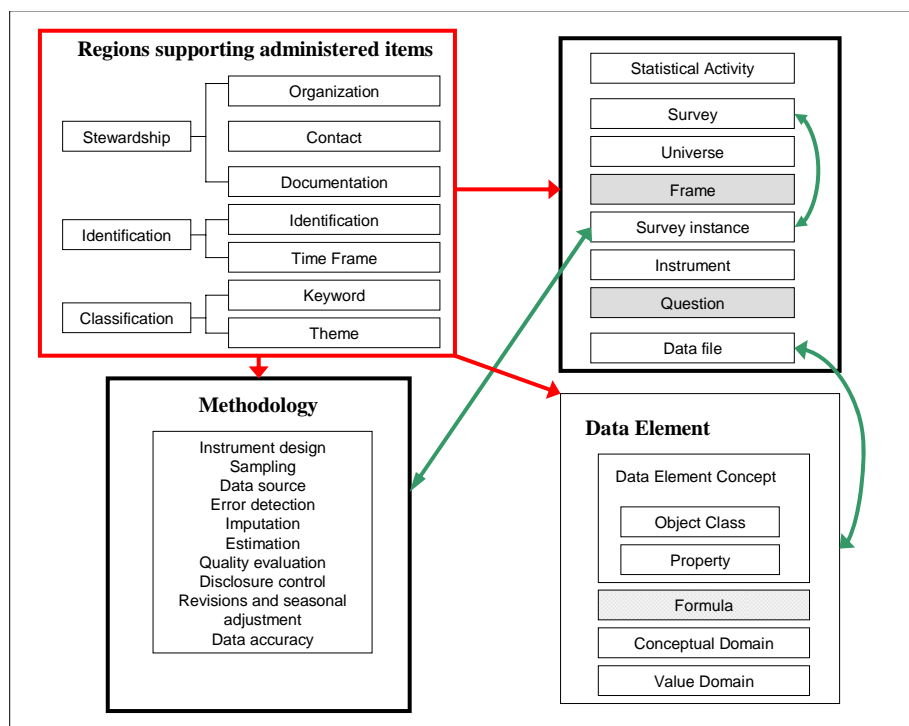 Regions supporting administered items
Stewardship
Organization
Contact
Documentation
Identification
Identification
Time Frame
Classification
Keyword
Theme
Statistical Activity
Survey
Universe
Frame
Survey instance
Instrument
Question
Data file
Methodology
Instrument design
Sampling
Data source
Error detection
Imputation
Estimation
Quality evaluation
Disclosure control
Revisions and seasonal
adjustment
Data accuracy
Data Element
Data Element Concept
Object Class
Property
Formula
Conceptual Domain
Value Domain